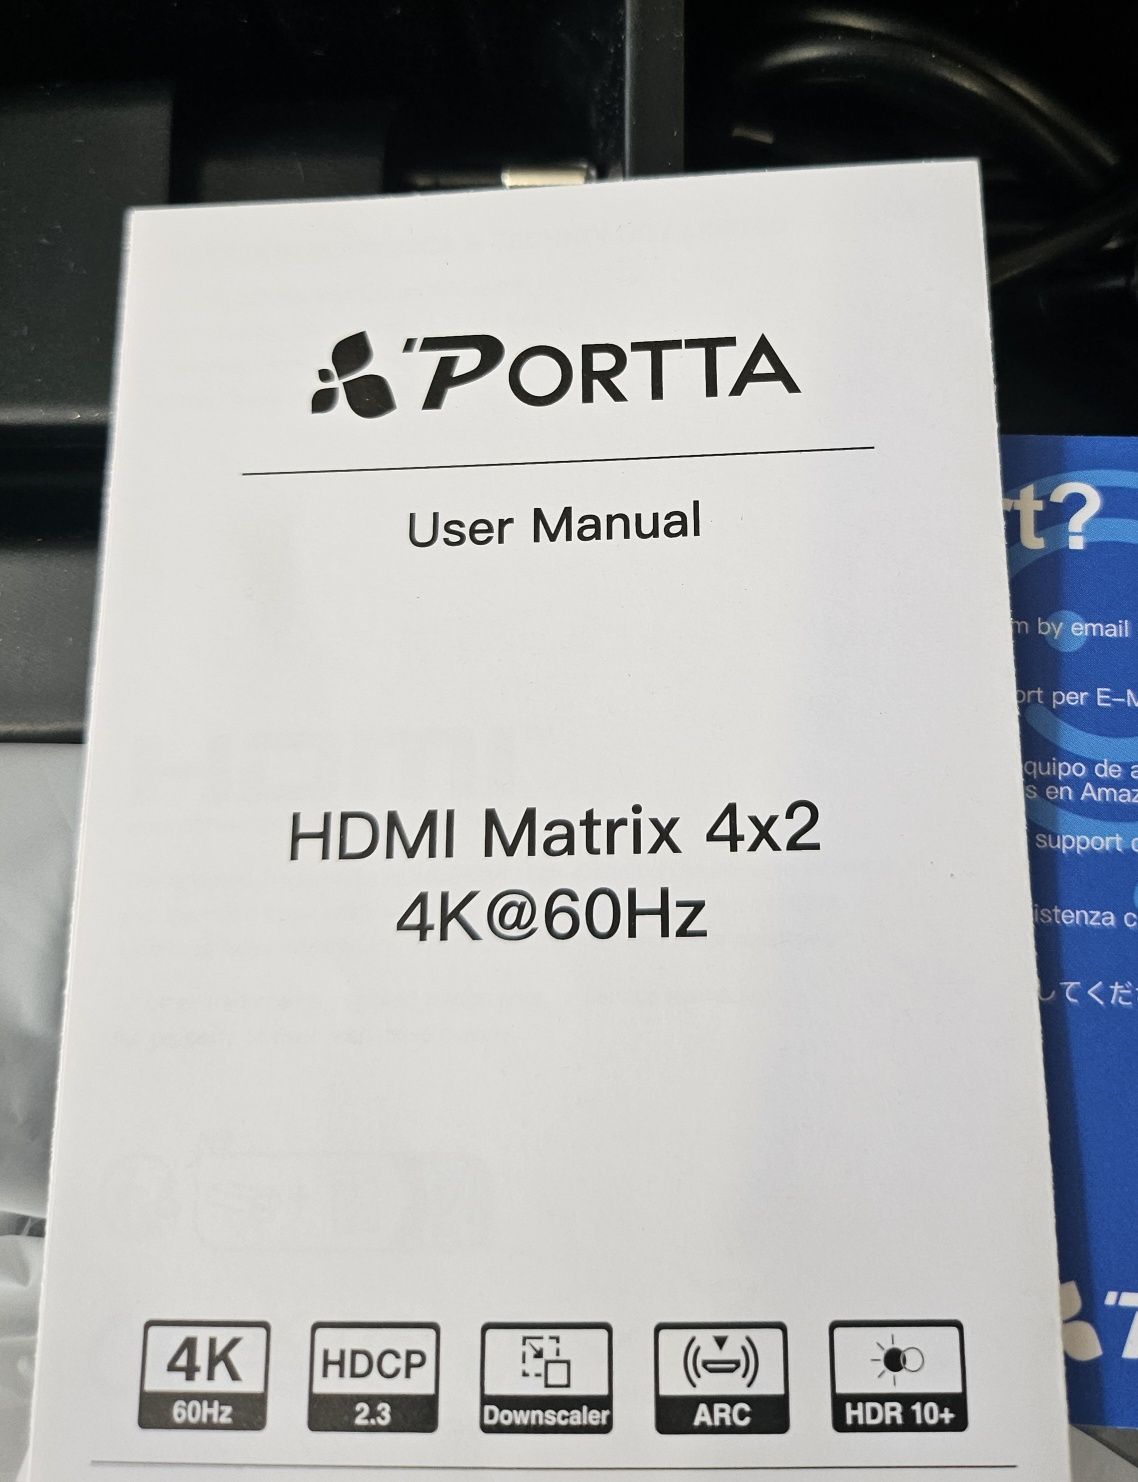 PORTTA
User Manual
HDMI Matrix 4x2
4K@60Hz
4K
60Hz
HDCP
2.3
Downscaler
ARC
HDR 10+
t?
by email
per E-M
quipo de a
s en Amaz
support
istenza c
してくだ